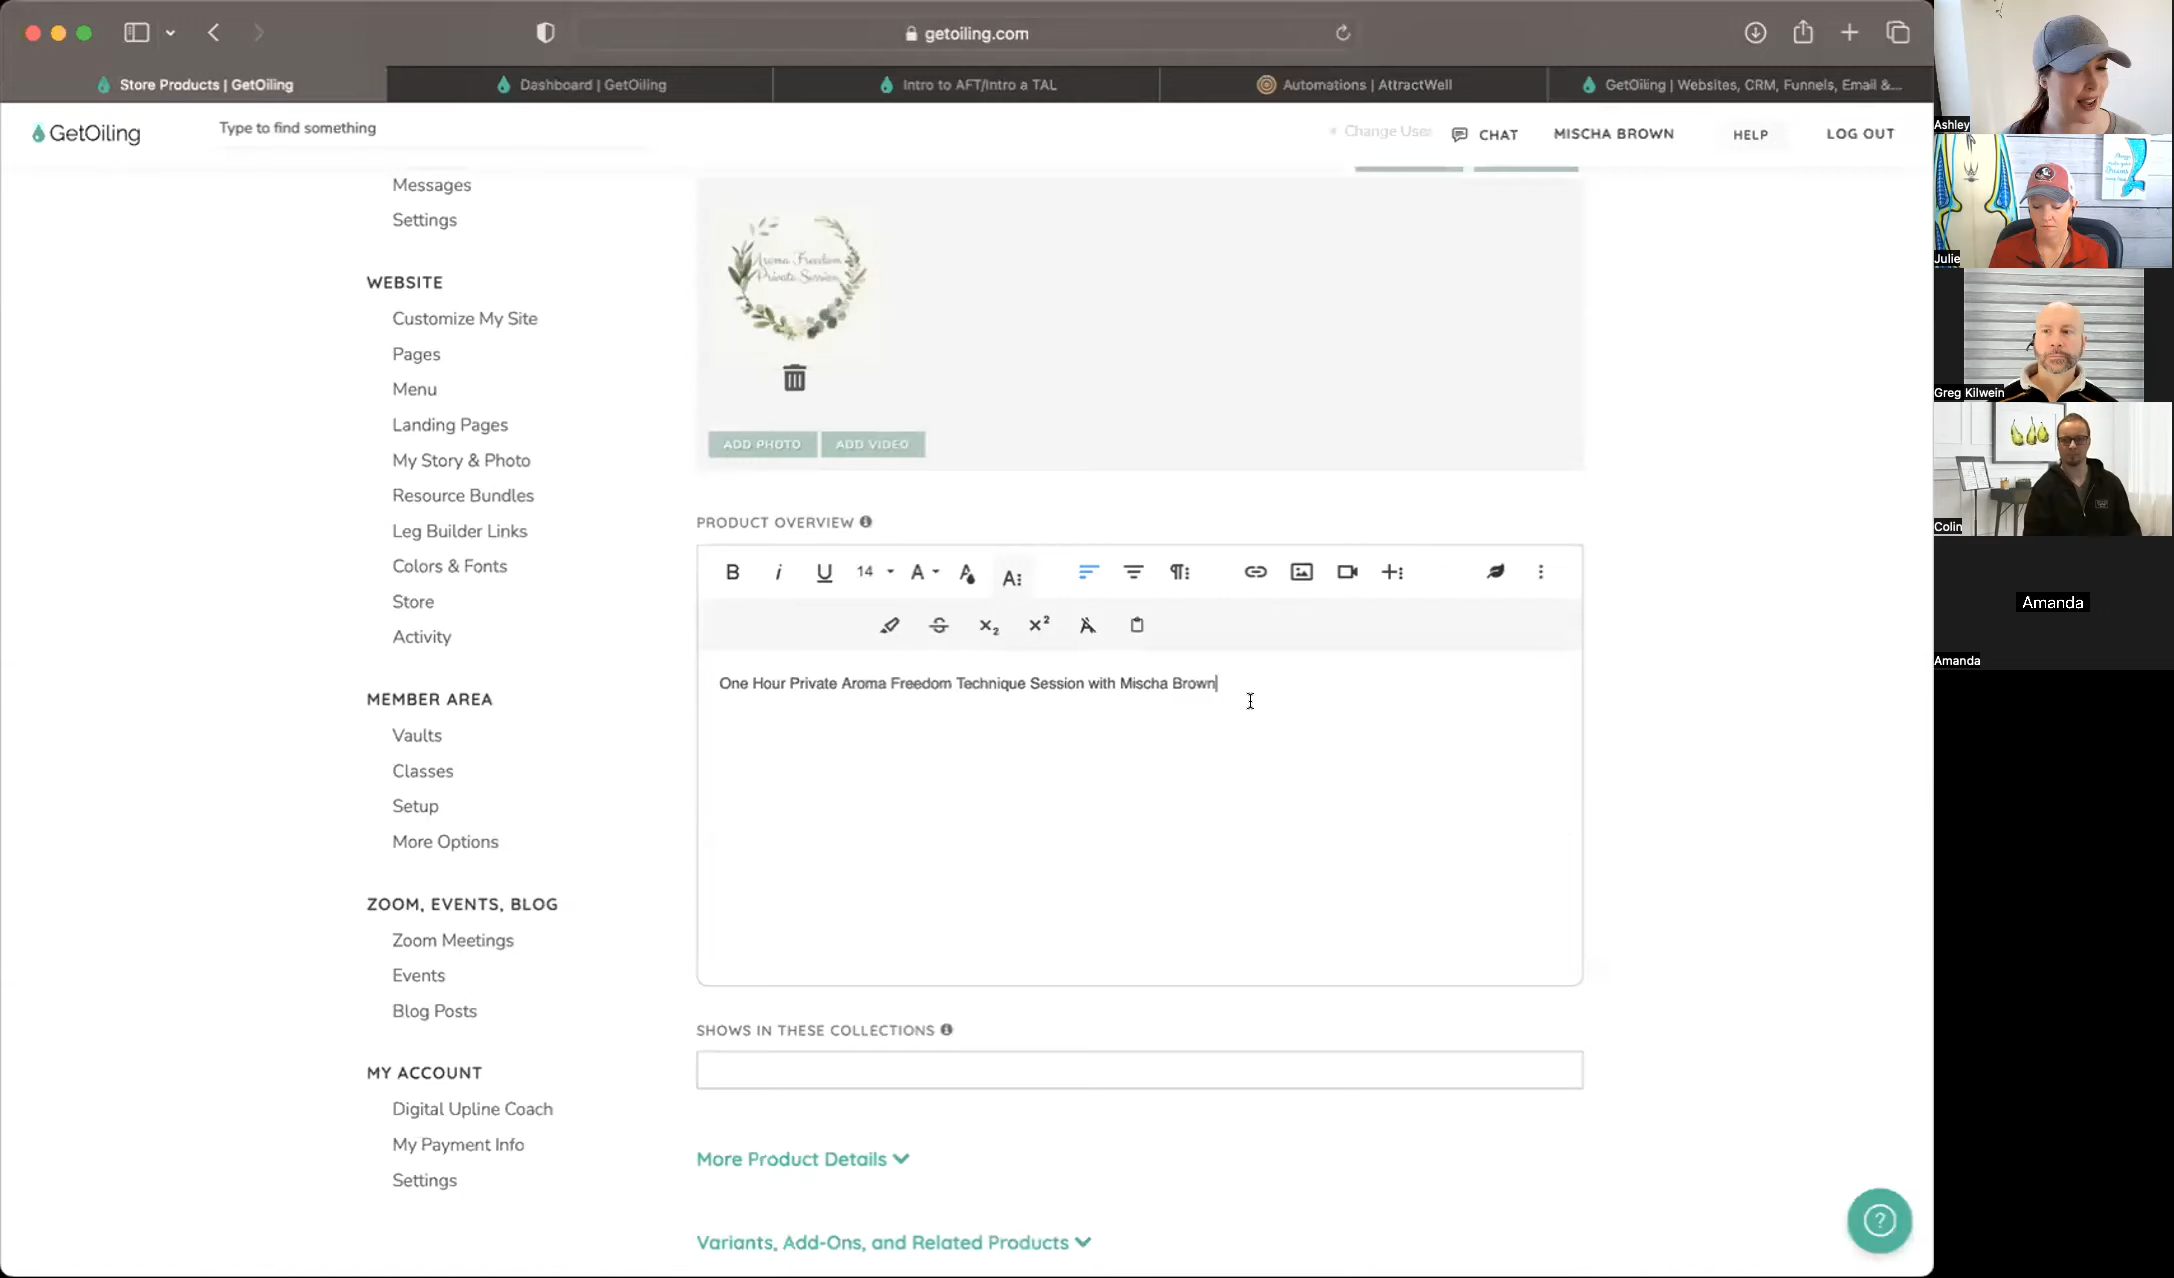 getoiling.com
Store Products | GetOiling
Dashboard | GetOiling
Intro to AFT/Intro a TAL
Automations | AttractWell
GetOiling | Websites, CRM, Funnels, Email &...
GetOiling
Type to find something
Change User
CHAT
MISCHA BROWN
HELP
LOG OUT
Messages
Settings
WEBSITE
Customize My Site
Pages
Menu
Landing Pages
My Story & Photo
Resource Bundles
Leg Builder Links
Colors & Fonts
Store
Activity
MEMBER AREA
Vaults
Classes
Setup
More Options
ZOOM, EVENTS, BLOG
Zoom Meetings
Events
Blog Posts
MY ACCOUNT
Digital Upline Coach
My Payment Info
Settings
Aroma Freedom
Private Session
ADD PHOTO
ADD VIDEO
PRODUCT OVERVIEW
B i U 14 A A A
X2 X2
One Hour Private Aroma Freedom Technique Session with Mischa Brown
SHOWS IN THESE COLLECTIONS
More Product Details
Variants, Add-Ons, and Related Products
?
Ashley
Julie
Greg Kilwein
Colin
Amanda
Amanda